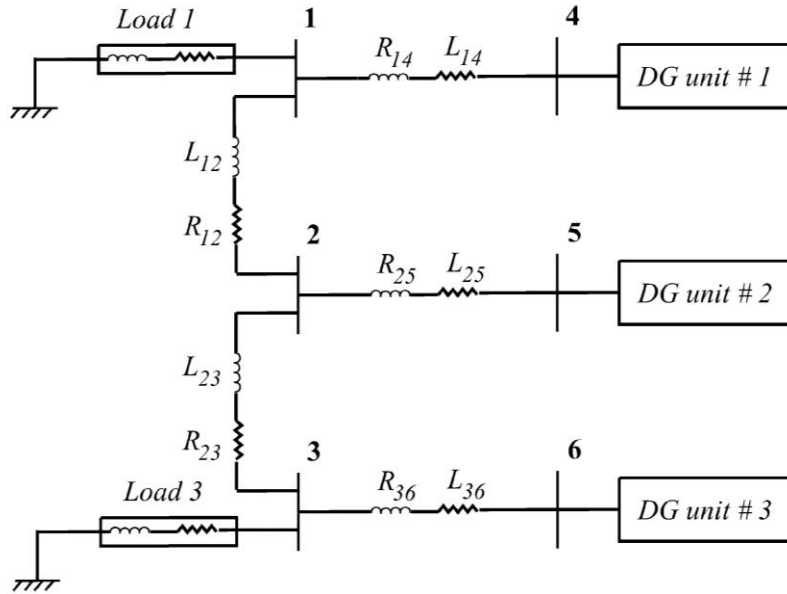 Load 1
1
R14
L14
4
DG unit # 1
L12
R12
2
R25
L25
5
DG unit # 2
L23
R23
3
R36
L36
6
DG unit # 3
Load 3